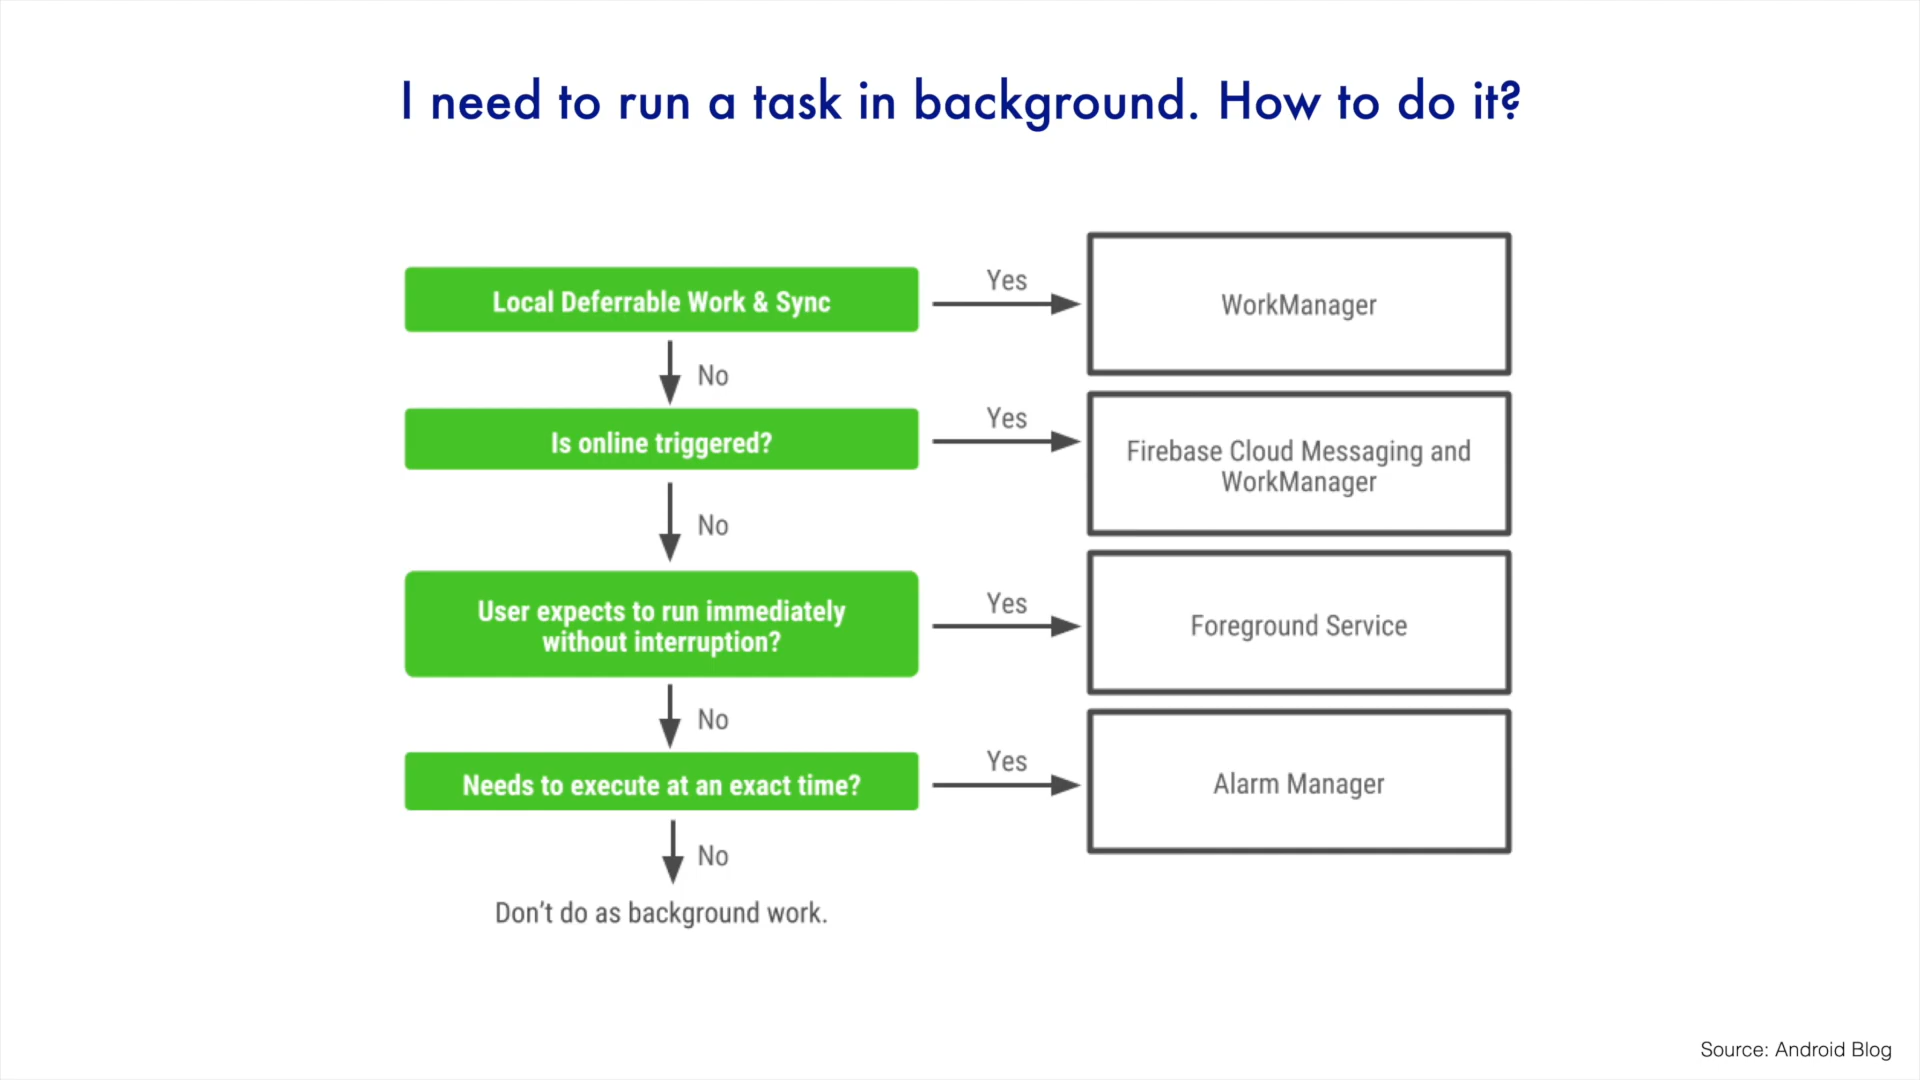 I need to run a task in background. How to do it?
Local Deferrable Work & Sync
Yes
WorkManager
No
Is online triggered?
Yes
Firebase Cloud Messaging and
WorkManager
No
User expects to run immediately
without interruption?
Yes
Foreground Service
No
Needs to execute at an exact time?
Yes
Alarm Manager
No
Don’t do as background work.
Source: Android Blog